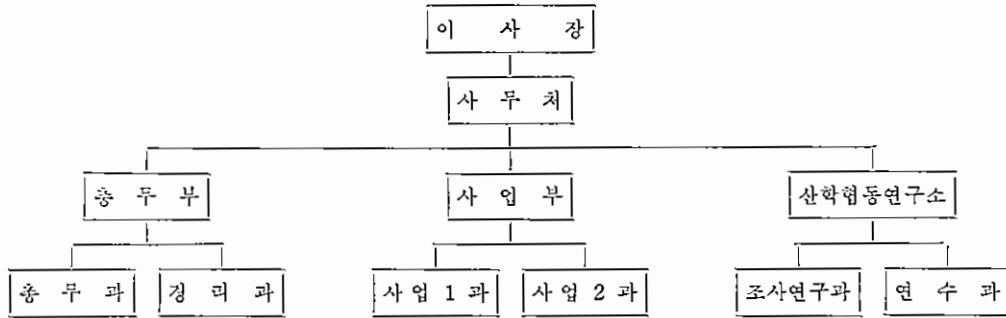 이 사 장
사 무 처
총 무 부 사 업 부 산학협동연구소
총 무 과 경 리 과 사 업 1 과 사 업 2 과 조사연구과 연 수 과